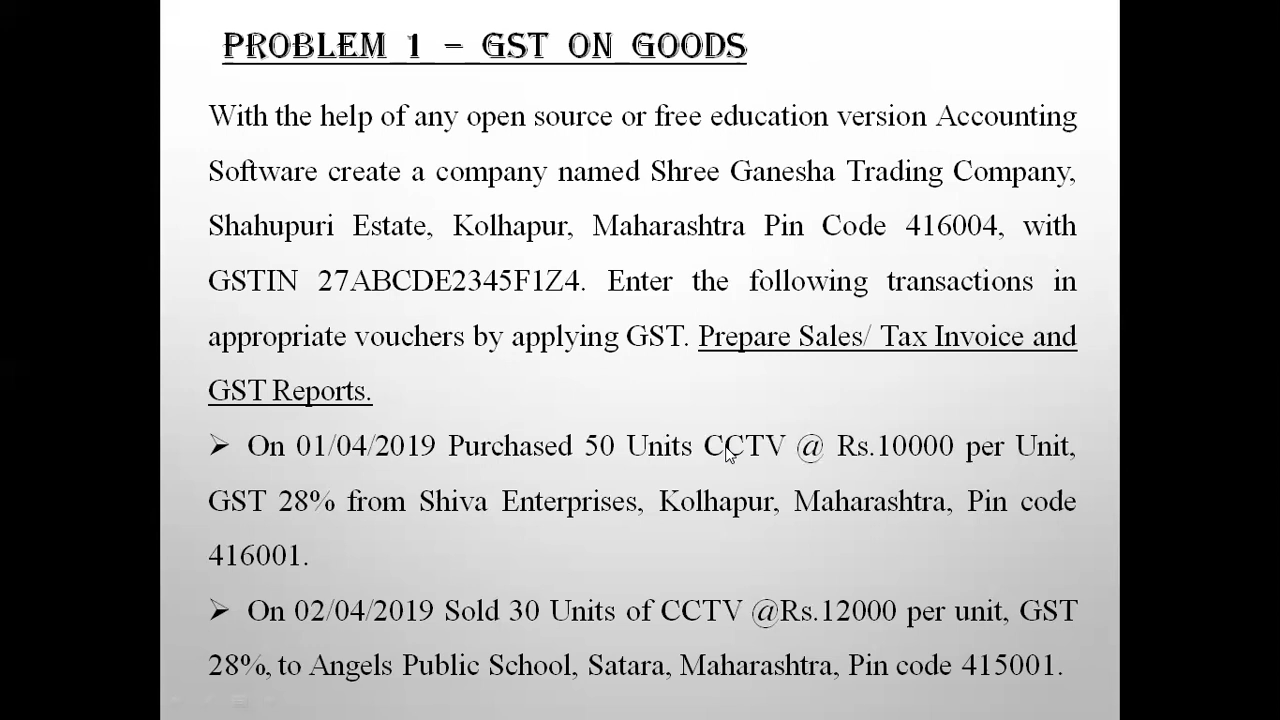 PROBLEM 1 – GST ON GOODS
With the help of any open source or free education version Accounting
Software create a company named Shree Ganesha Trading Company,
Shahupuri Estate, Kolhapur, Maharashtra Pin Code 416004, with
GSTIN 27ABCDE2345F1Z4. Enter the following transactions in
appropriate vouchers by applying GST. Prepare Sales/ Tax Invoice and
GST Reports.
➢ On 01/04/2019 Purchased 50 Units CCTV @ Rs.10000 per Unit,
GST 28% from Shiva Enterprises, Kolhapur, Maharashtra, Pin code
416001.
➢ On 02/04/2019 Sold 30 Units of CCTV @Rs.12000 per unit, GST
28%, to Angels Public School, Satara, Maharashtra, Pin code 415001.